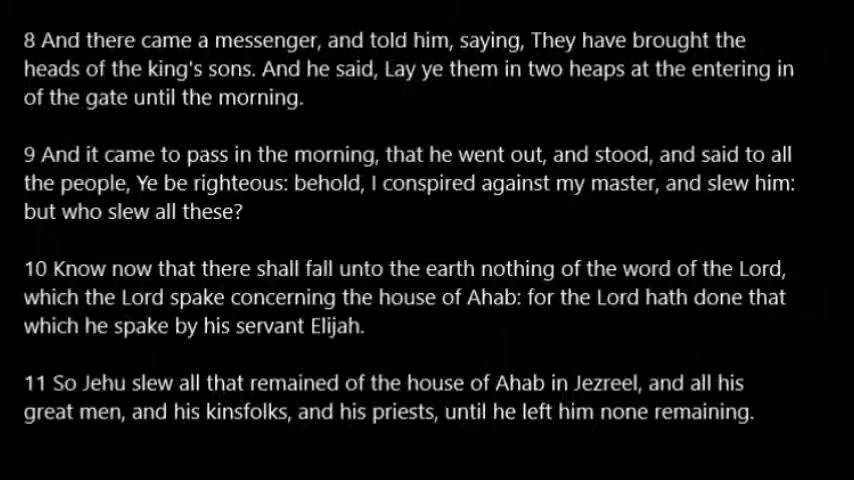 8 And there came a messenger, and told him, saying, They have brought the
heads of the king's sons. And he said, Lay ye them in two heaps at the entering in
of the gate until the morning.
9 And it came to pass in the morning, that he went out, and stood, and said to all
the people, Ye be righteous: behold, I conspired against my master, and slew him:
but who slew all these?
10 Know now that there shall fall unto the earth nothing of the word of the Lord,
which the Lord spake concerning the house of Ahab: for the Lord hath done that
which he spake by his servant Elijah.
11 So Jehu slew all that remained of the house of Ahab in Jezreel, and all his
great men, and his kinsfolks, and his priests, until he left him none remaining.